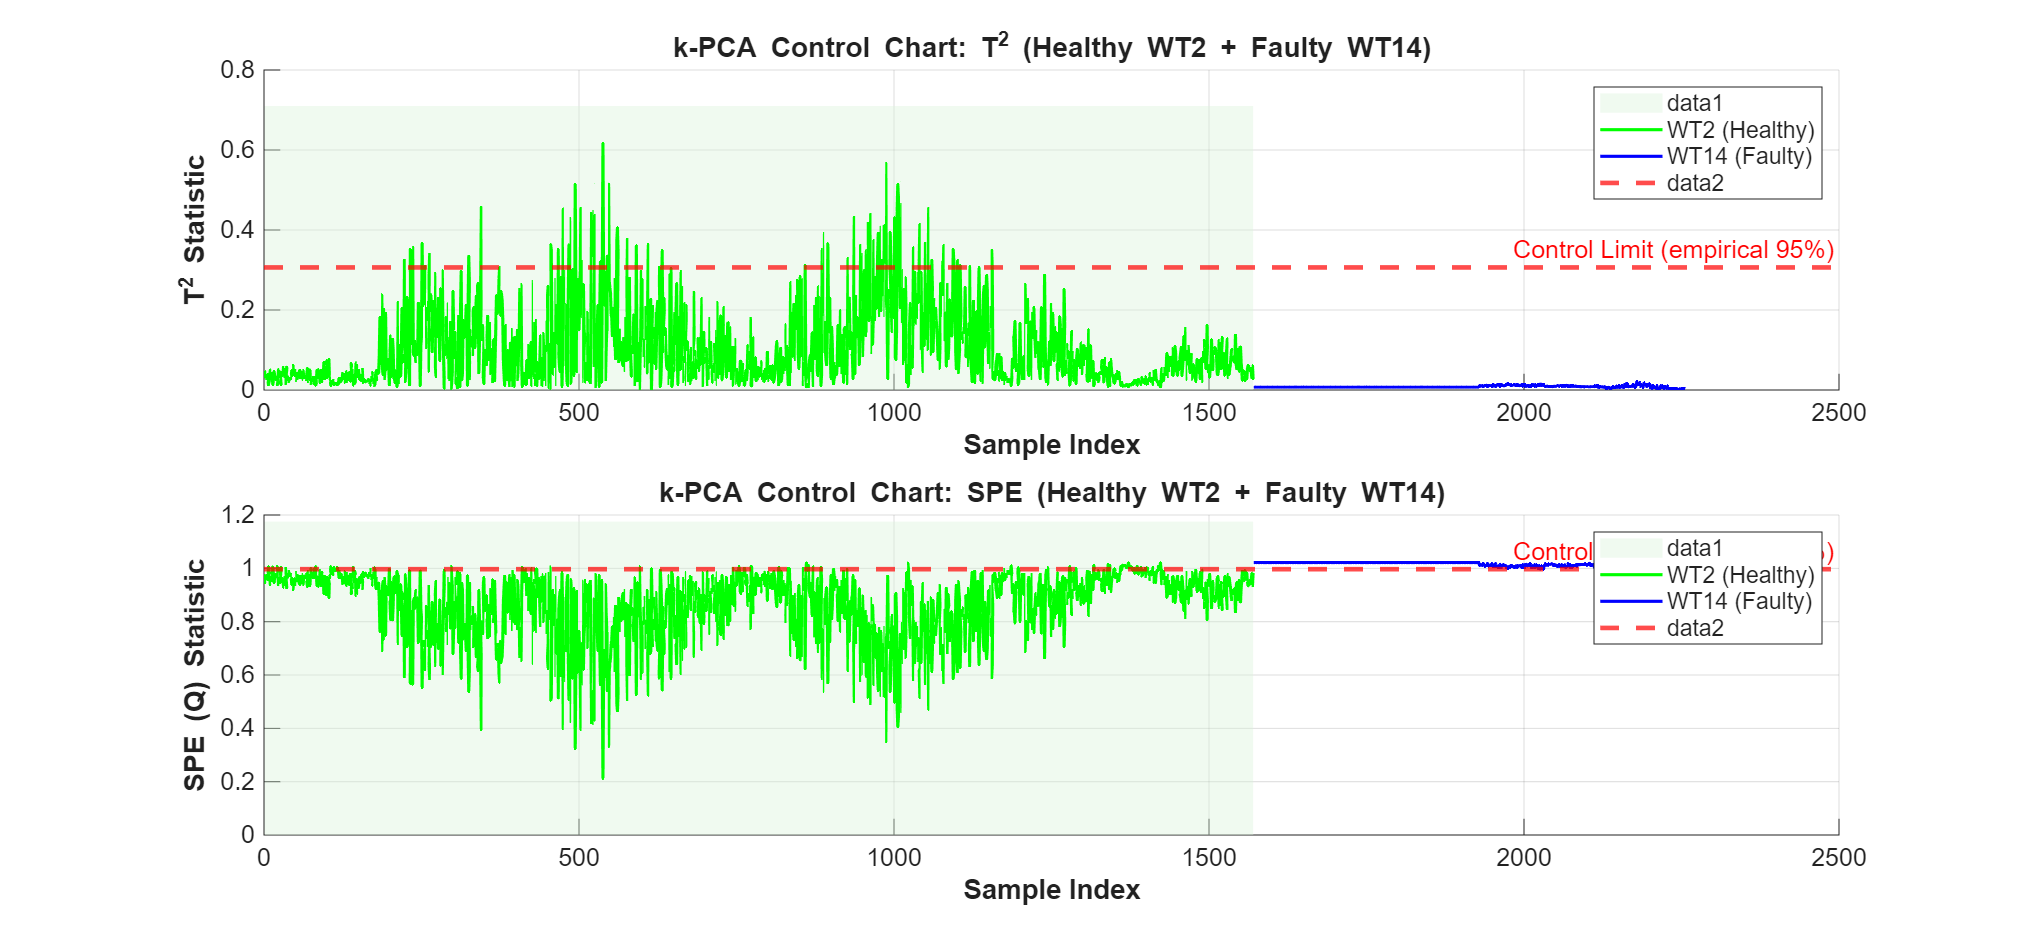 k-PCA Control Chart: T² (Healthy WT2 + Faulty WT14)
0.8
0.6
0.4
0.2
0
T² Statistic
data1
WT2 (Healthy)
WT14 (Faulty)
data2
Control Limit (empirical 95%)
0 500 1000 1500 2000 2500
Sample Index
k-PCA Control Chart: SPE (Healthy WT2 + Faulty WT14)
1.2
1
0.8
0.6
0.4
0.2
0
SPE (Q) Statistic
Control )
data1
WT2 (Healthy)
WT14 (Faulty)
data2
0 500 1000 1500 2000 2500
Sample Index